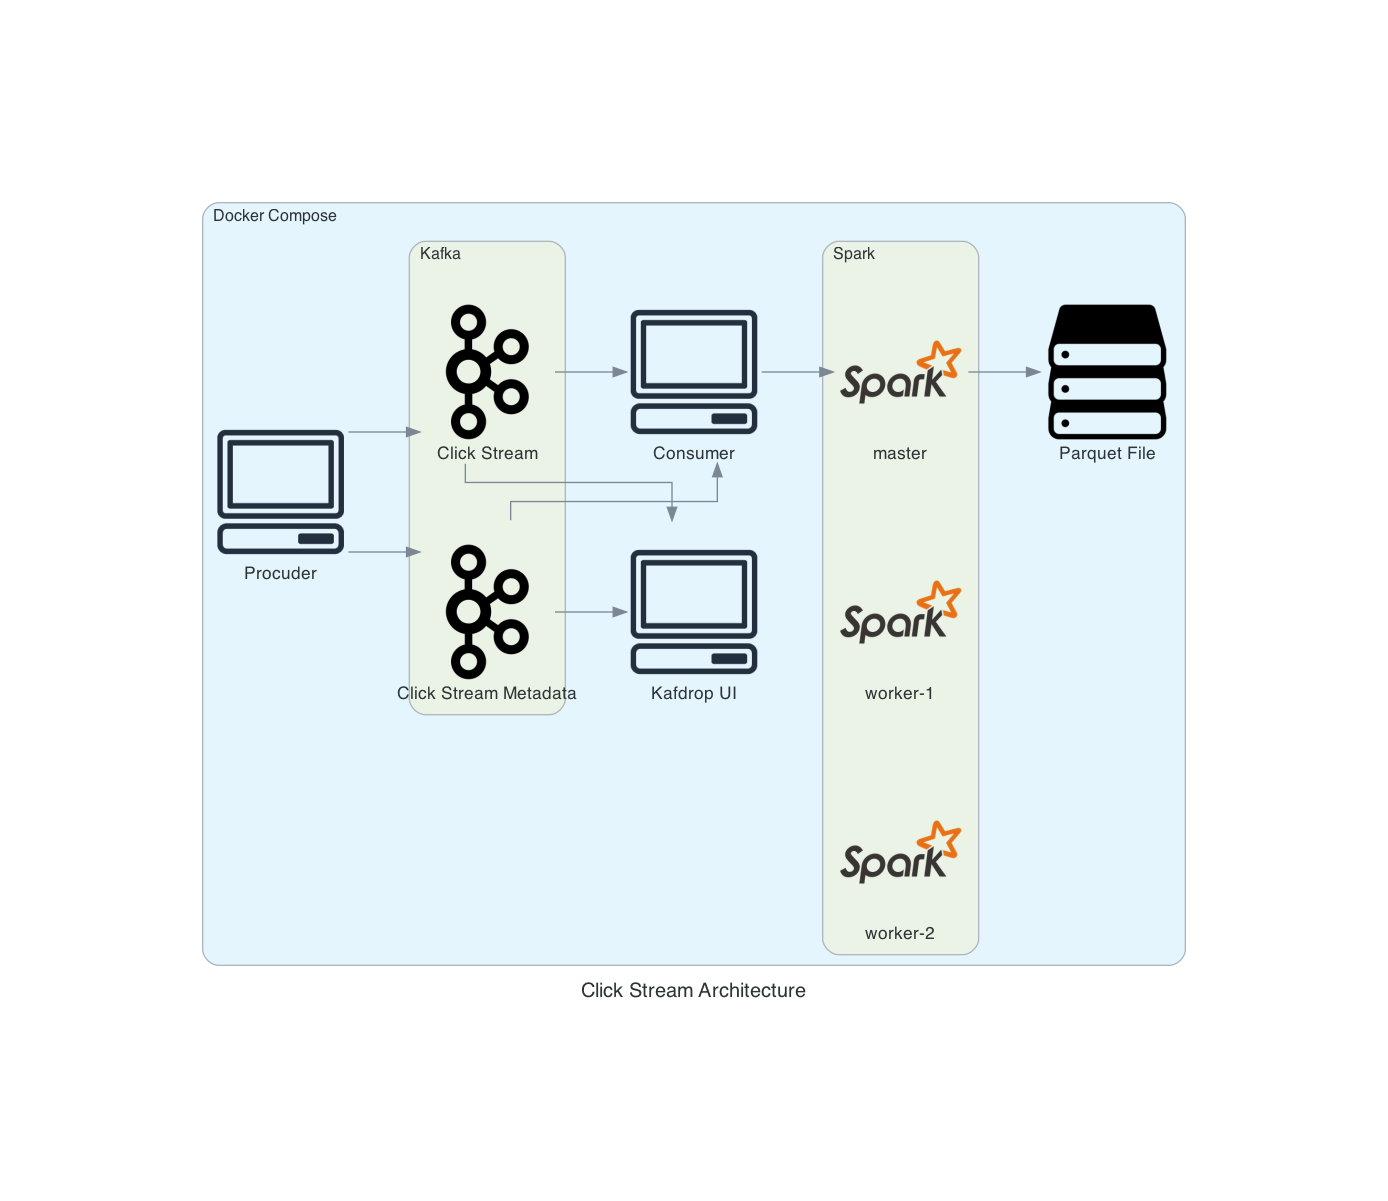 Docker Compose
Kafka
Spark
Click Stream
Consumer
Spark
master
Parquet File
Procuder
Click Stream Metadata
Kafdrop UI
Spark
worker-1
Spark
worker-2
Click Stream Architecture